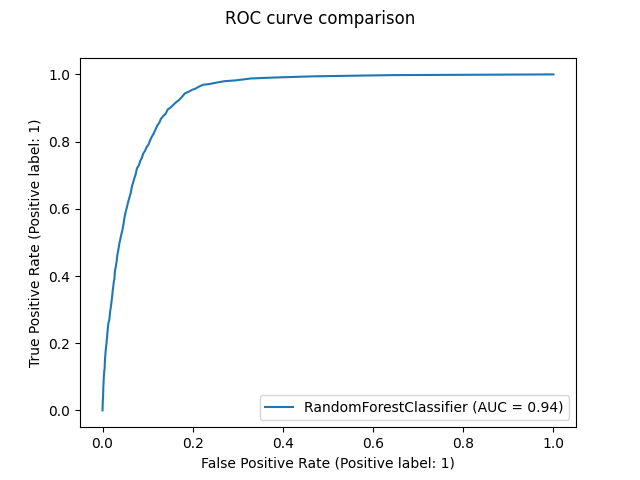 ROC curve comparison
1.0
0.8
0.6
0.4
0.2
0.0
True Positive Rate (Positive label: 1)
RandomForestClassifier (AUC = 0.94)
0.0 0.2 0.4 0.6 0.8 1.0
False Positive Rate (Positive label: 1)